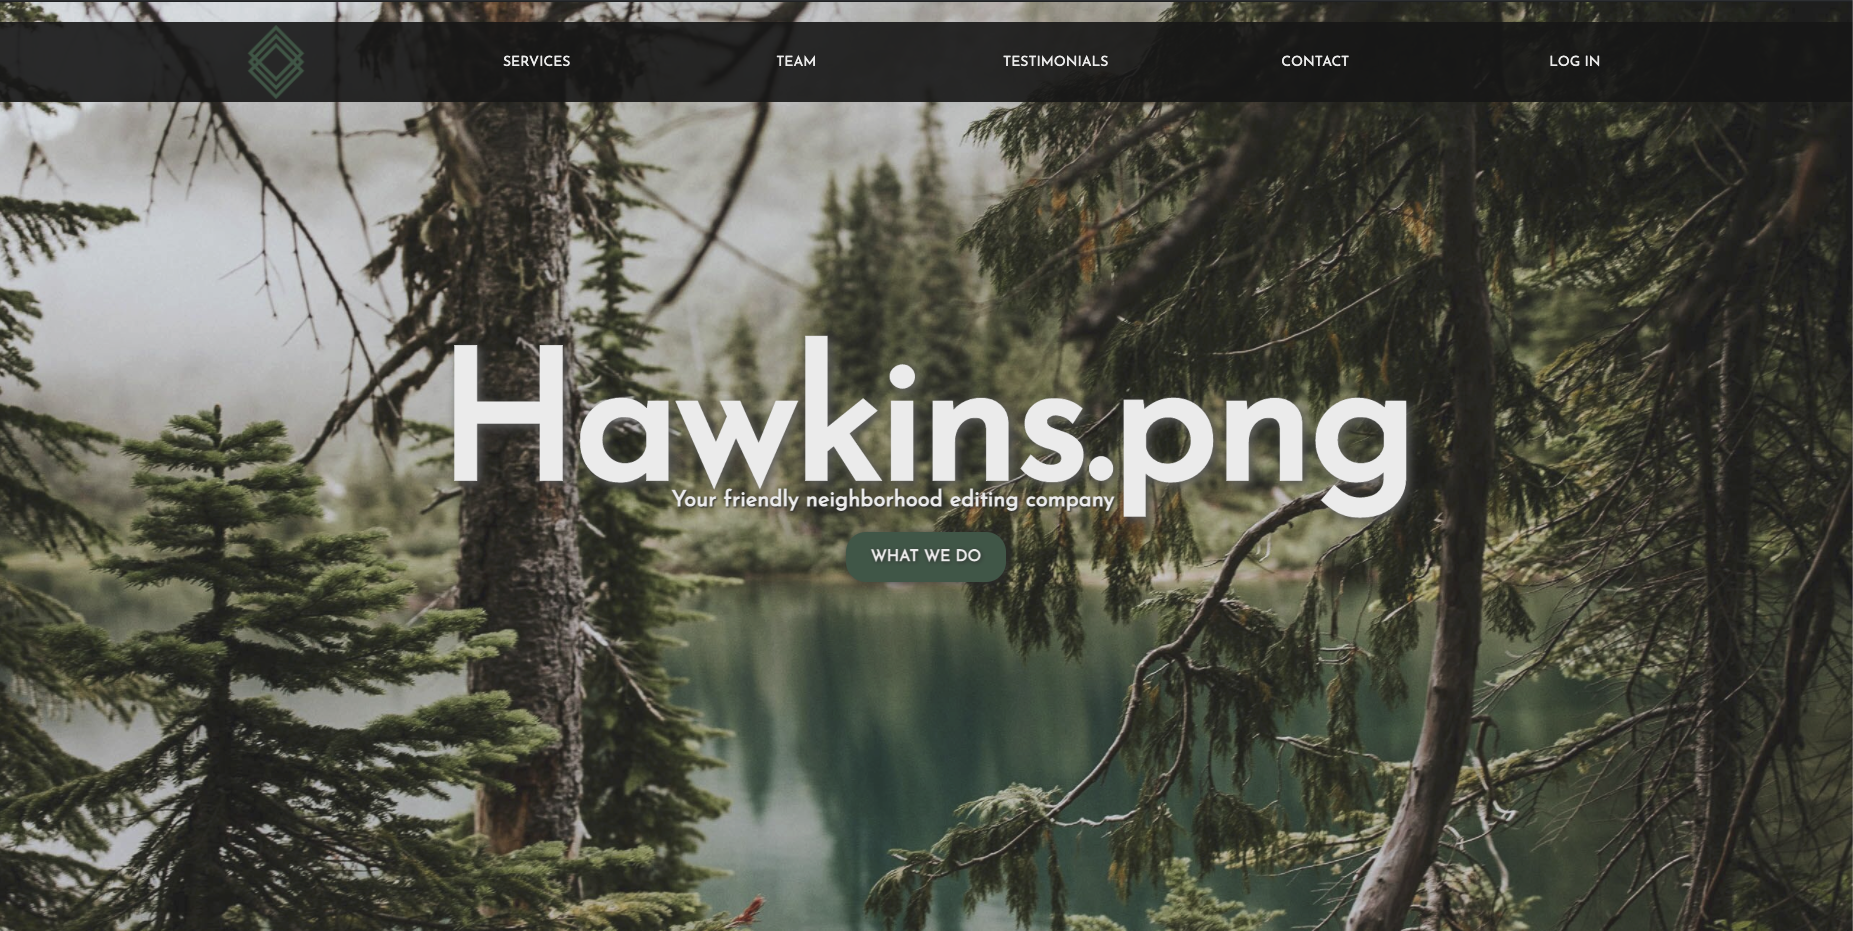 SERVICES
TEAM
TESTIMONIALS
CONTACT
LOG IN
Hawkins.png
Your friendly neighborhood editing company
WHAT WE DO